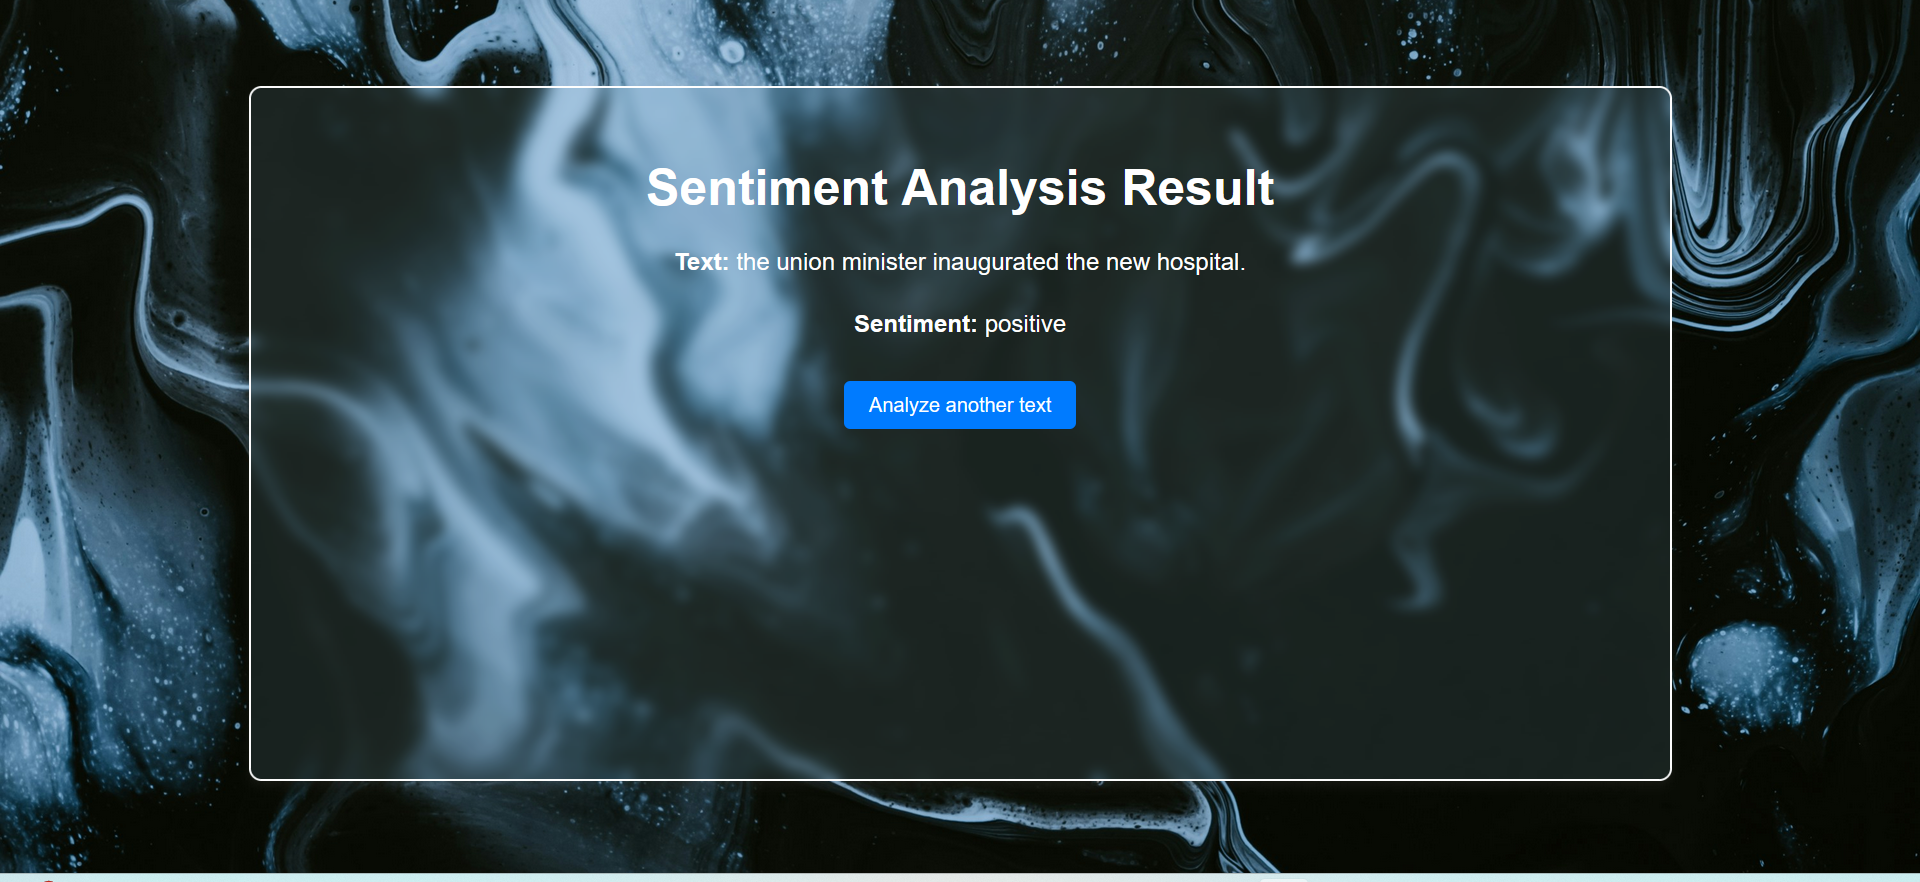 Sentiment Analysis Result
Text: the union minister inaugurated the new hospital.
Sentiment: positive
Analyze another text